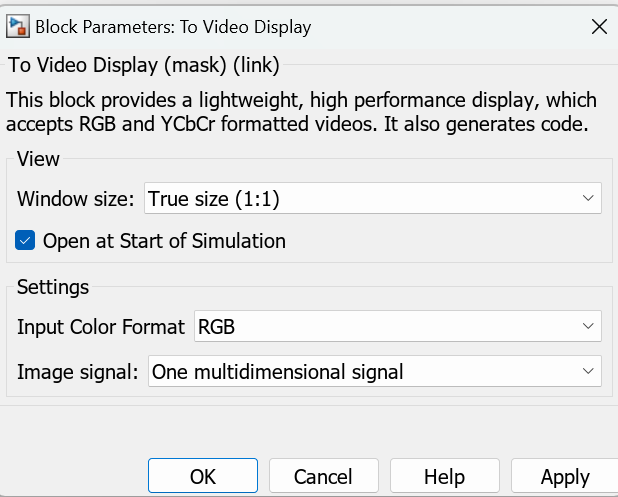 Block Parameters: To Video Display
To Video Display (mask) (link)
This block provides a lightweight, high performance display, which
accepts RGB and YCbCr formatted videos. It also generates code.
View
Window size: True size (1:1)
Open at Start of Simulation
Settings
Input Color Format RGB
Image signal: One multidimensional signal
OK Cancel Help Apply